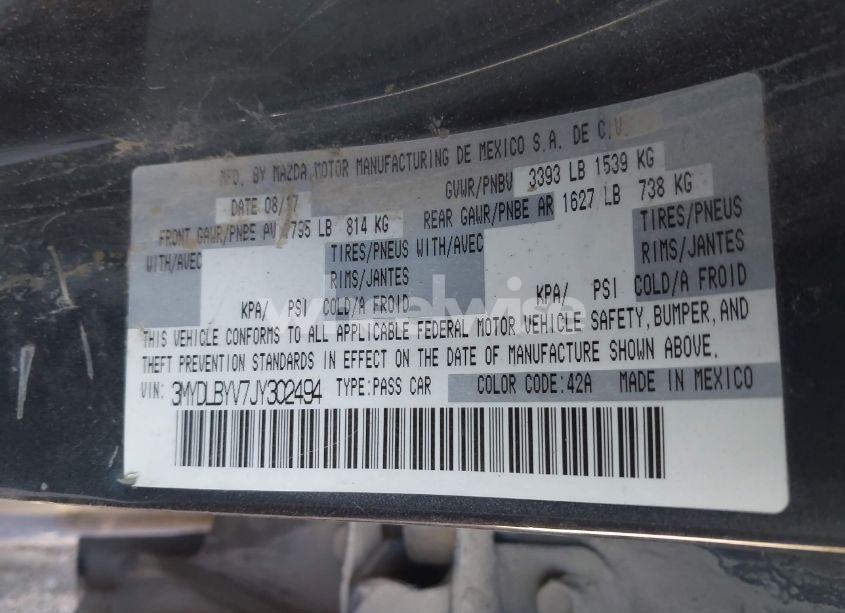 MFD. BY MAZDA MOTOR MANUFACTURING DE MEXICO S.A. DE C.V.
DATE 08/17 GVWR/PNBV 3393 LB 1539 KG
FRONT GAWR/PNBE AV 1795 LB 814 KG REAR GAWR/PNBE AR 1627 LB 738 KG
WITH/AVEC TIRES/PNEUS WITH/AVEC TIRES/PNEUS
RIMS/JANTES RIMS/JANTES
KPA/ PSI COLD/A FROID KPA/ PSI COLD/A FROID
THIS VEHICLE CONFORMS TO ALL APPLICABLE FEDERAL MOTOR VEHICLE SAFETY, BUMPER, AND
THEFT PREVENTION STANDARDS IN EFFECT ON THE DATE OF MANUFACTURE SHOWN ABOVE.
VIN: 3MYDLBYV7JY302494 TYPE:PASS CAR COLOR CODE:42A MADE IN MEXICO